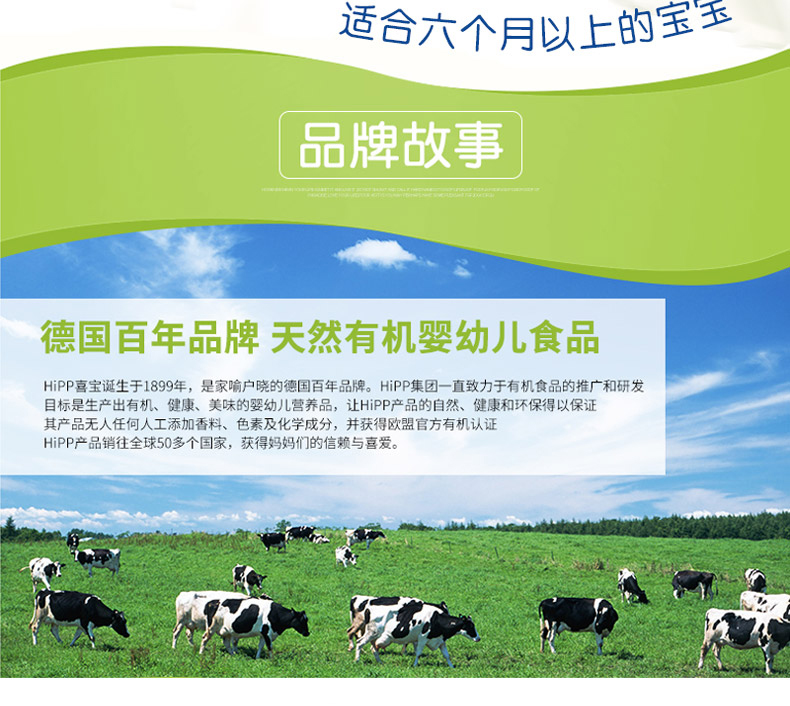 适合六个月以上的宝宝
品牌故事
德国百年品牌 天然有机婴幼儿食品
HiPP喜宝诞生于1899年，是家喻户晓的德国百年品牌。HiPP集团一直致力于有机食品的推广和研发
目标是生产出有机、健康、美味的婴幼儿营养品，让HiPP产品的自然、健康和环保得以保证
其产品无人任何人工添加香料、色素及化学成分，并获得欧盟官方有机认证
HiPP产品销往全球50多个国家，获得妈妈们的信赖与喜爱。